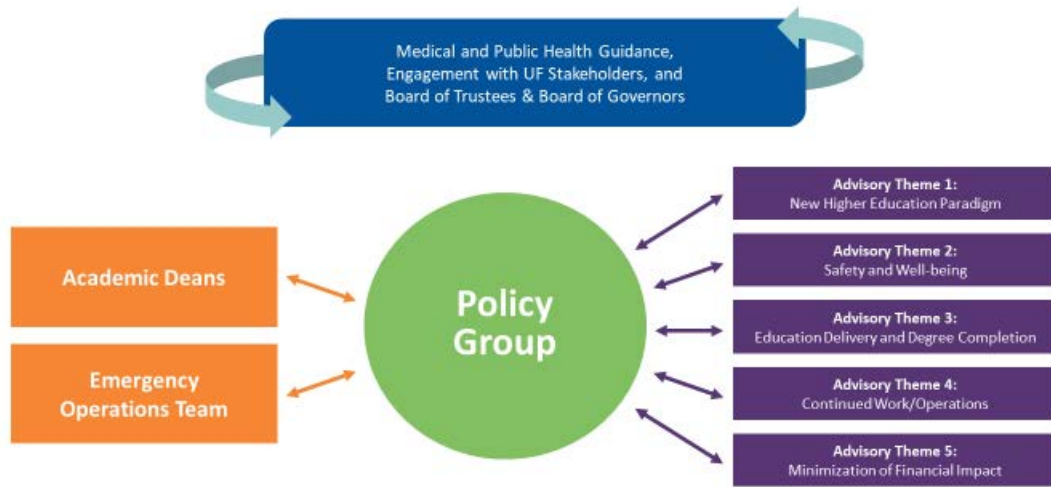 Medical and Public Health Guidance,
Engagement with UF Stakeholders, and
Board of Trustees & Board of Governors
Academic Deans
Emergency
Operations Team
Policy
Group
Advisory Theme 1:
New Higher Education Paradigm
Advisory Theme 2:
Safety and Well-being
Advisory Theme 3:
Education Delivery and Degree Completion
Advisory Theme 4:
Continued Work/Operations
Advisory Theme 5:
Minimization of Financial Impact